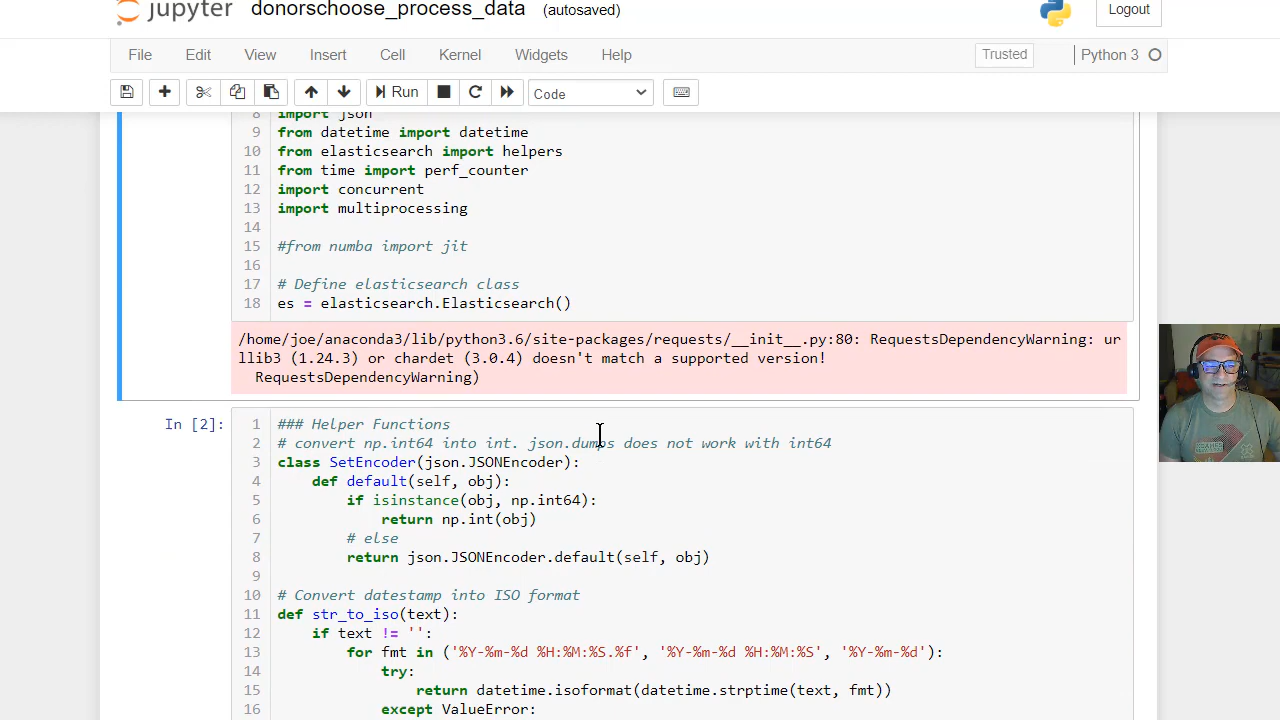 jupyter donorschoose_process_data (autosaved) Logout
File Edit View Insert Cell Kernel Widgets Help Trusted Python 3
Run Code
8 import json
9 from datetime import datetime
10 from elasticsearch import helpers
11 from time import perf_counter
12 import concurrent
13 import multiprocessing
14
15 #from numba import jit
16
17 # Define elasticsearch class
18 es = elasticsearch.Elasticsearch()
/home/joe/anaconda3/lib/python3.6/site-packages/requests/__init__.py:80: RequestsDependencyWarning: ur
llib3 (1.24.3) or chardet (3.0.4) doesn't match a supported version!
RequestsDependencyWarning)
In [2]: 1 ### Helper Functions
2 # convert np.int64 into int. json.dumps does not work with int64
3 class SetEncoder(json.JSONEncoder):
4 def default(self, obj):
5 if isinstance(obj, np.int64):
6 return np.int(obj)
7 # else
8 return json.JSONEncoder.default(self, obj)
9
10 # Convert datestamp into ISO format
11 def str_to_iso(text):
12 if text != '':
13 for fmt in ('%Y-%m-%d %H:%M:%S.%f', '%Y-%m-%d %H:%M:%S', '%Y-%m-%d'):
14 try:
15 return datetime.isoformat(datetime.strptime(text, fmt))
16 except ValueError: